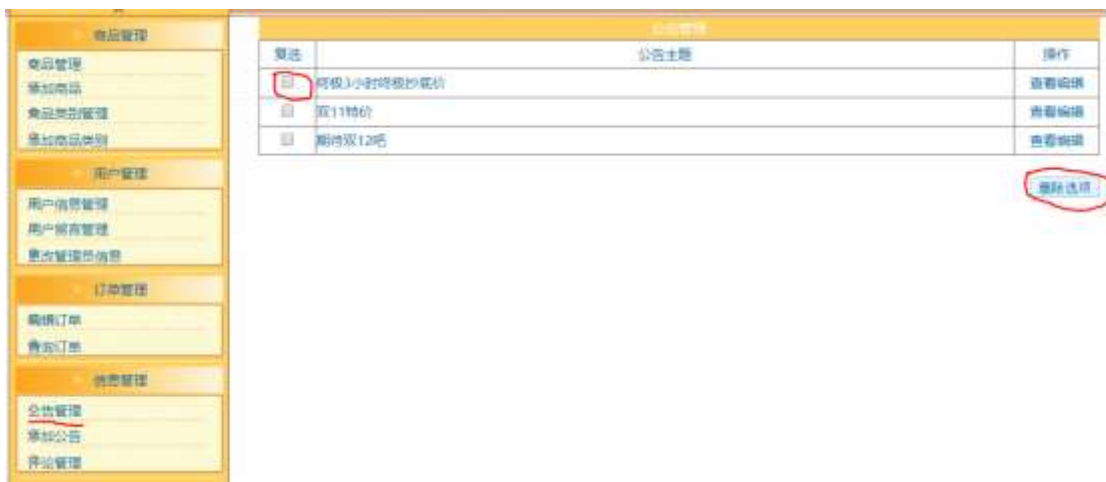 商品管理
商品管理
添加商品
商品类别管理
添加商品类别
用户管理
用户信息管理
用户留言管理
更改管理员信息
订单管理
编辑订单
查询订单
信息管理
公告管理
添加公告
评论管理
公告管理
复选 公告主题 操作
终极3小时终极抄底价 查看编辑
双11特价 查看编辑
期待双12吧 查看编辑
删除选项